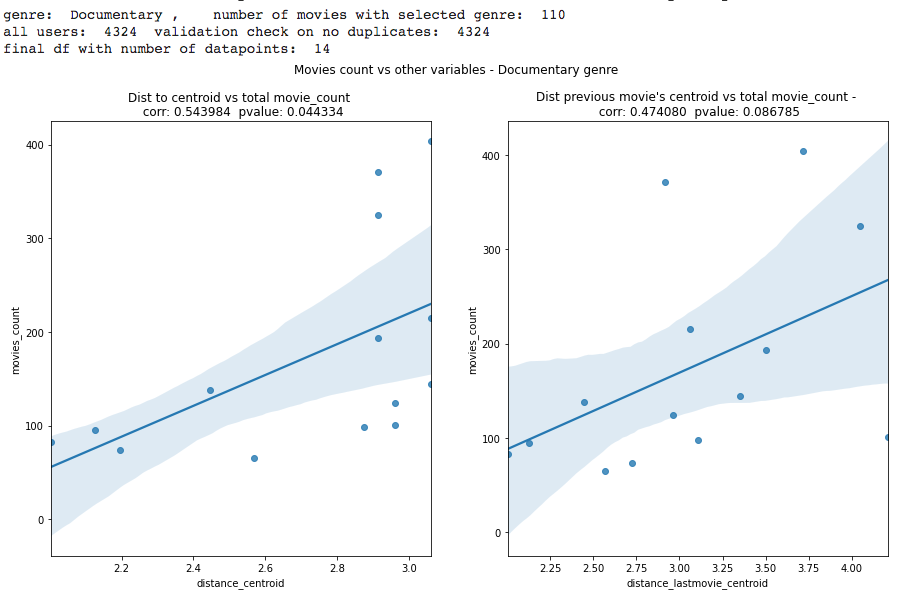 genre:  Documentary ,    number of movies with selected genre:  110
all users:  4324  validation check on no duplicates:  4324
final df with number of datapoints:  14
Movies count vs other variables - Documentary genre
Dist to centroid vs total movie_count
corr: 0.543984  pvalue: 0.044334
400
300
200
100
0
movies_count
2.2 2.4 2.6 2.8 3.0
distance_centroid
Dist previous movie's centroid vs total movie_count -
corr: 0.474080  pvalue: 0.086785
400
300
200
100
0
movies_count
2.25 2.50 2.75 3.00 3.25 3.50 3.75 4.00
distance_lastmovie_centroid